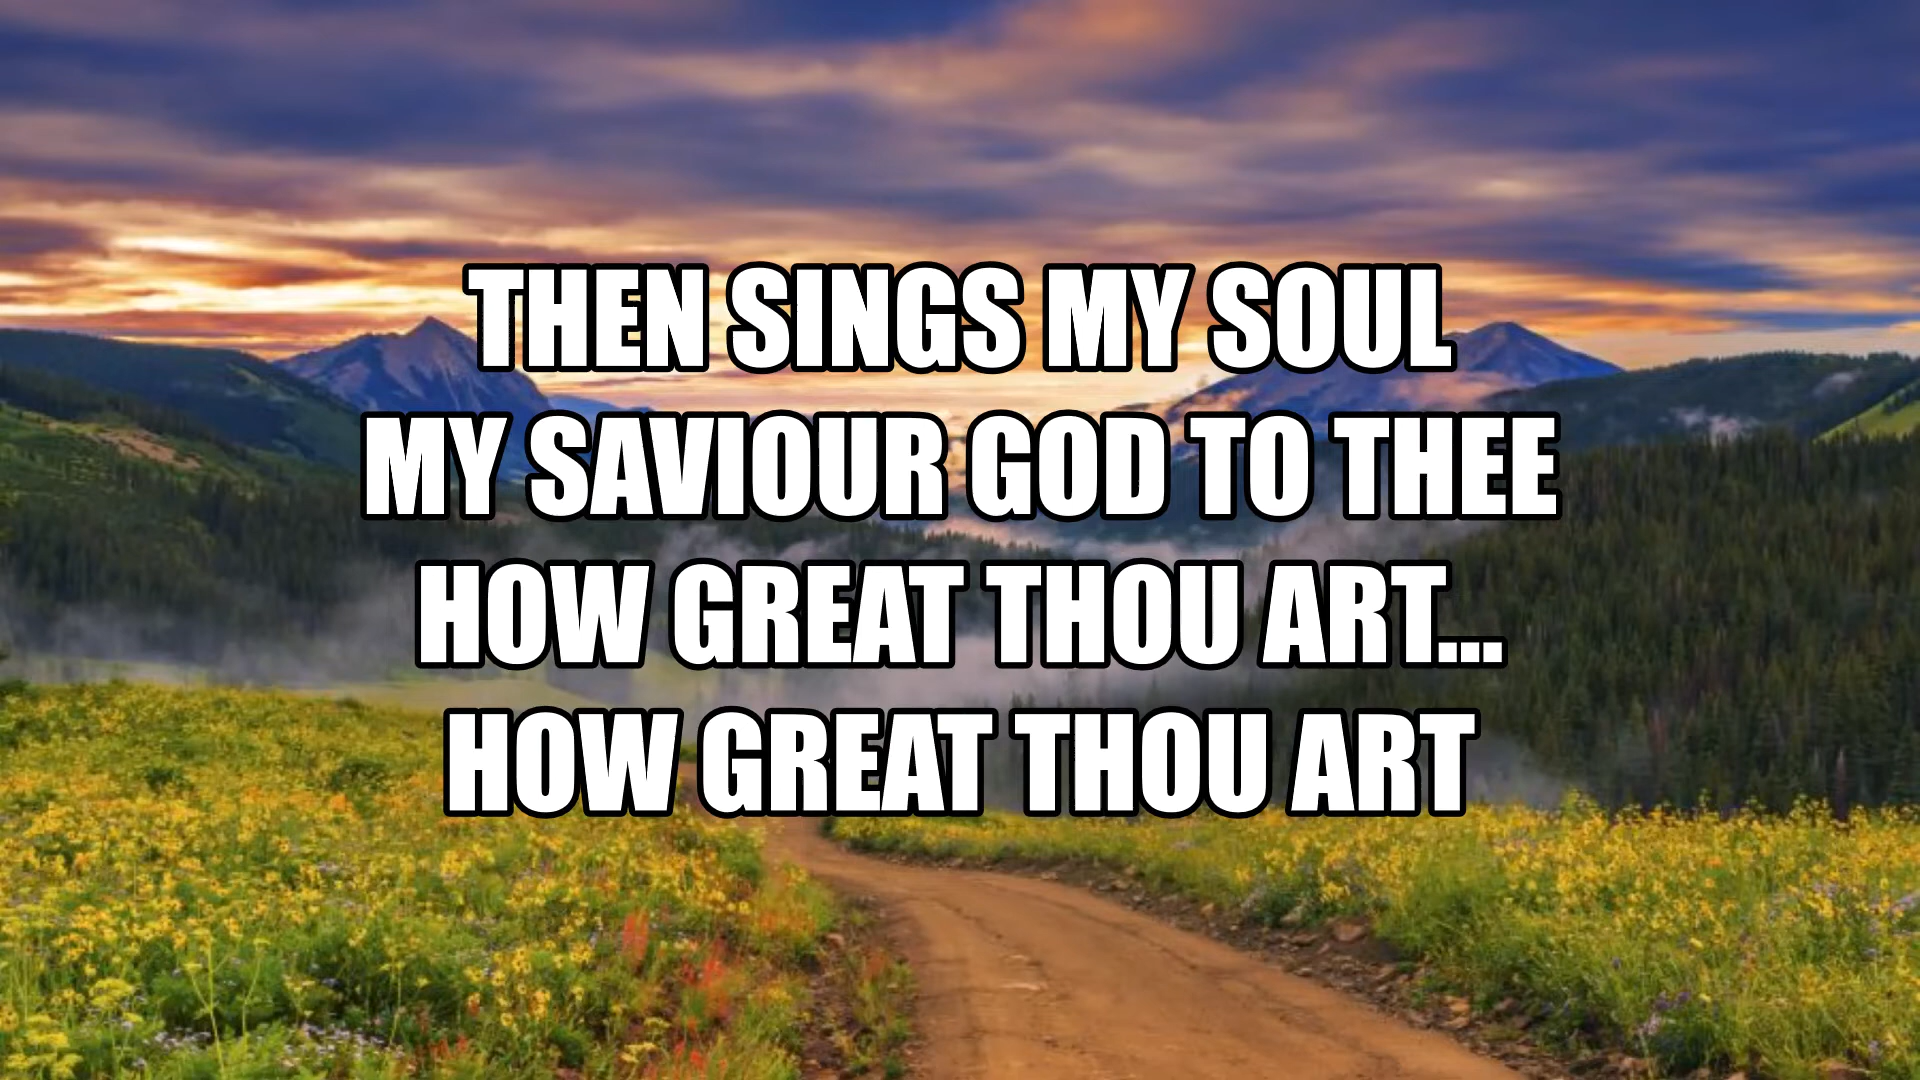 THEN SINGS MY SOUL
MY SAVIOUR GOD TO THEE
HOW GREAT THOU ART...
HOW GREAT THOU ART